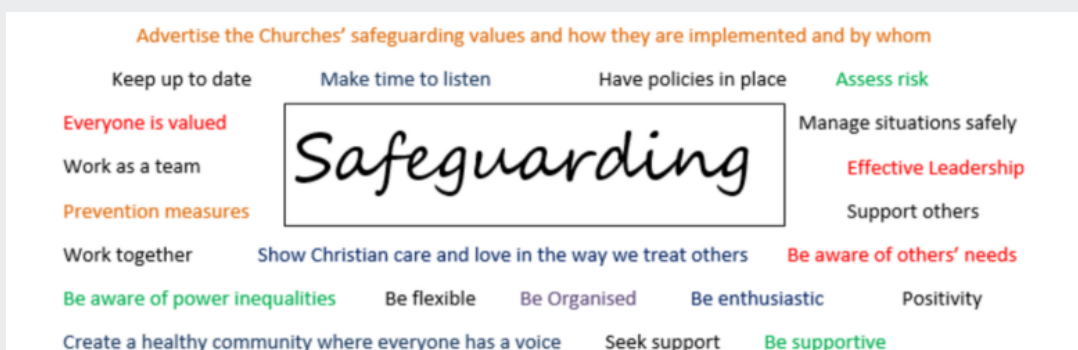 Advertise the Churches’ safeguarding values and how they are implemented and by whom
Keep up to date Make time to listen Have policies in place Assess risk
Everyone is valued Manage situations safely
Safeguarding
Work as a team Effective Leadership
Prevention measures Support others
Work together Show Christian care and love in the way we treat others Be aware of others’ needs
Be aware of power inequalities Be flexible Be Organised Be enthusiastic Positivity
Create a healthy community where everyone has a voice Seek support Be supportive